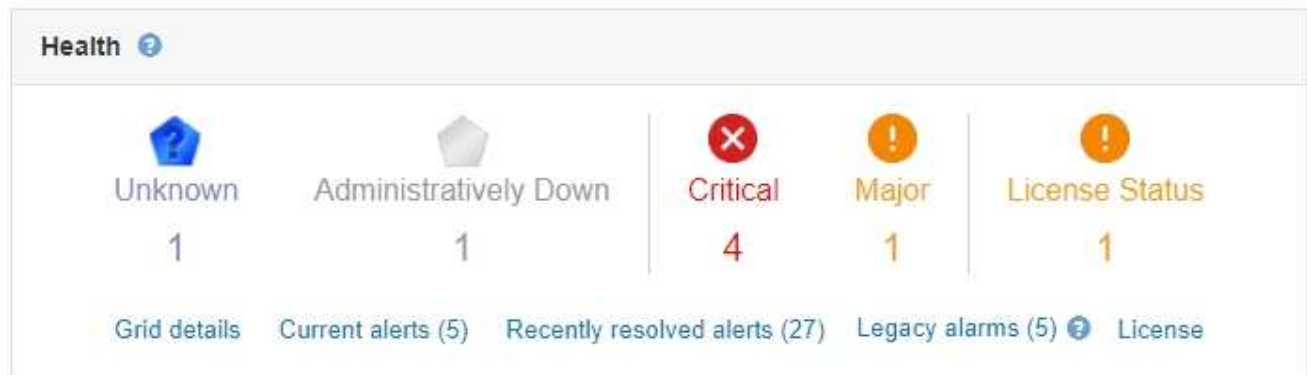 Health
Unknown Administratively Down Critical Major License Status
1 1 4 1 1
Grid details Current alerts (5) Recently resolved alerts (27) Legacy alarms (5) License